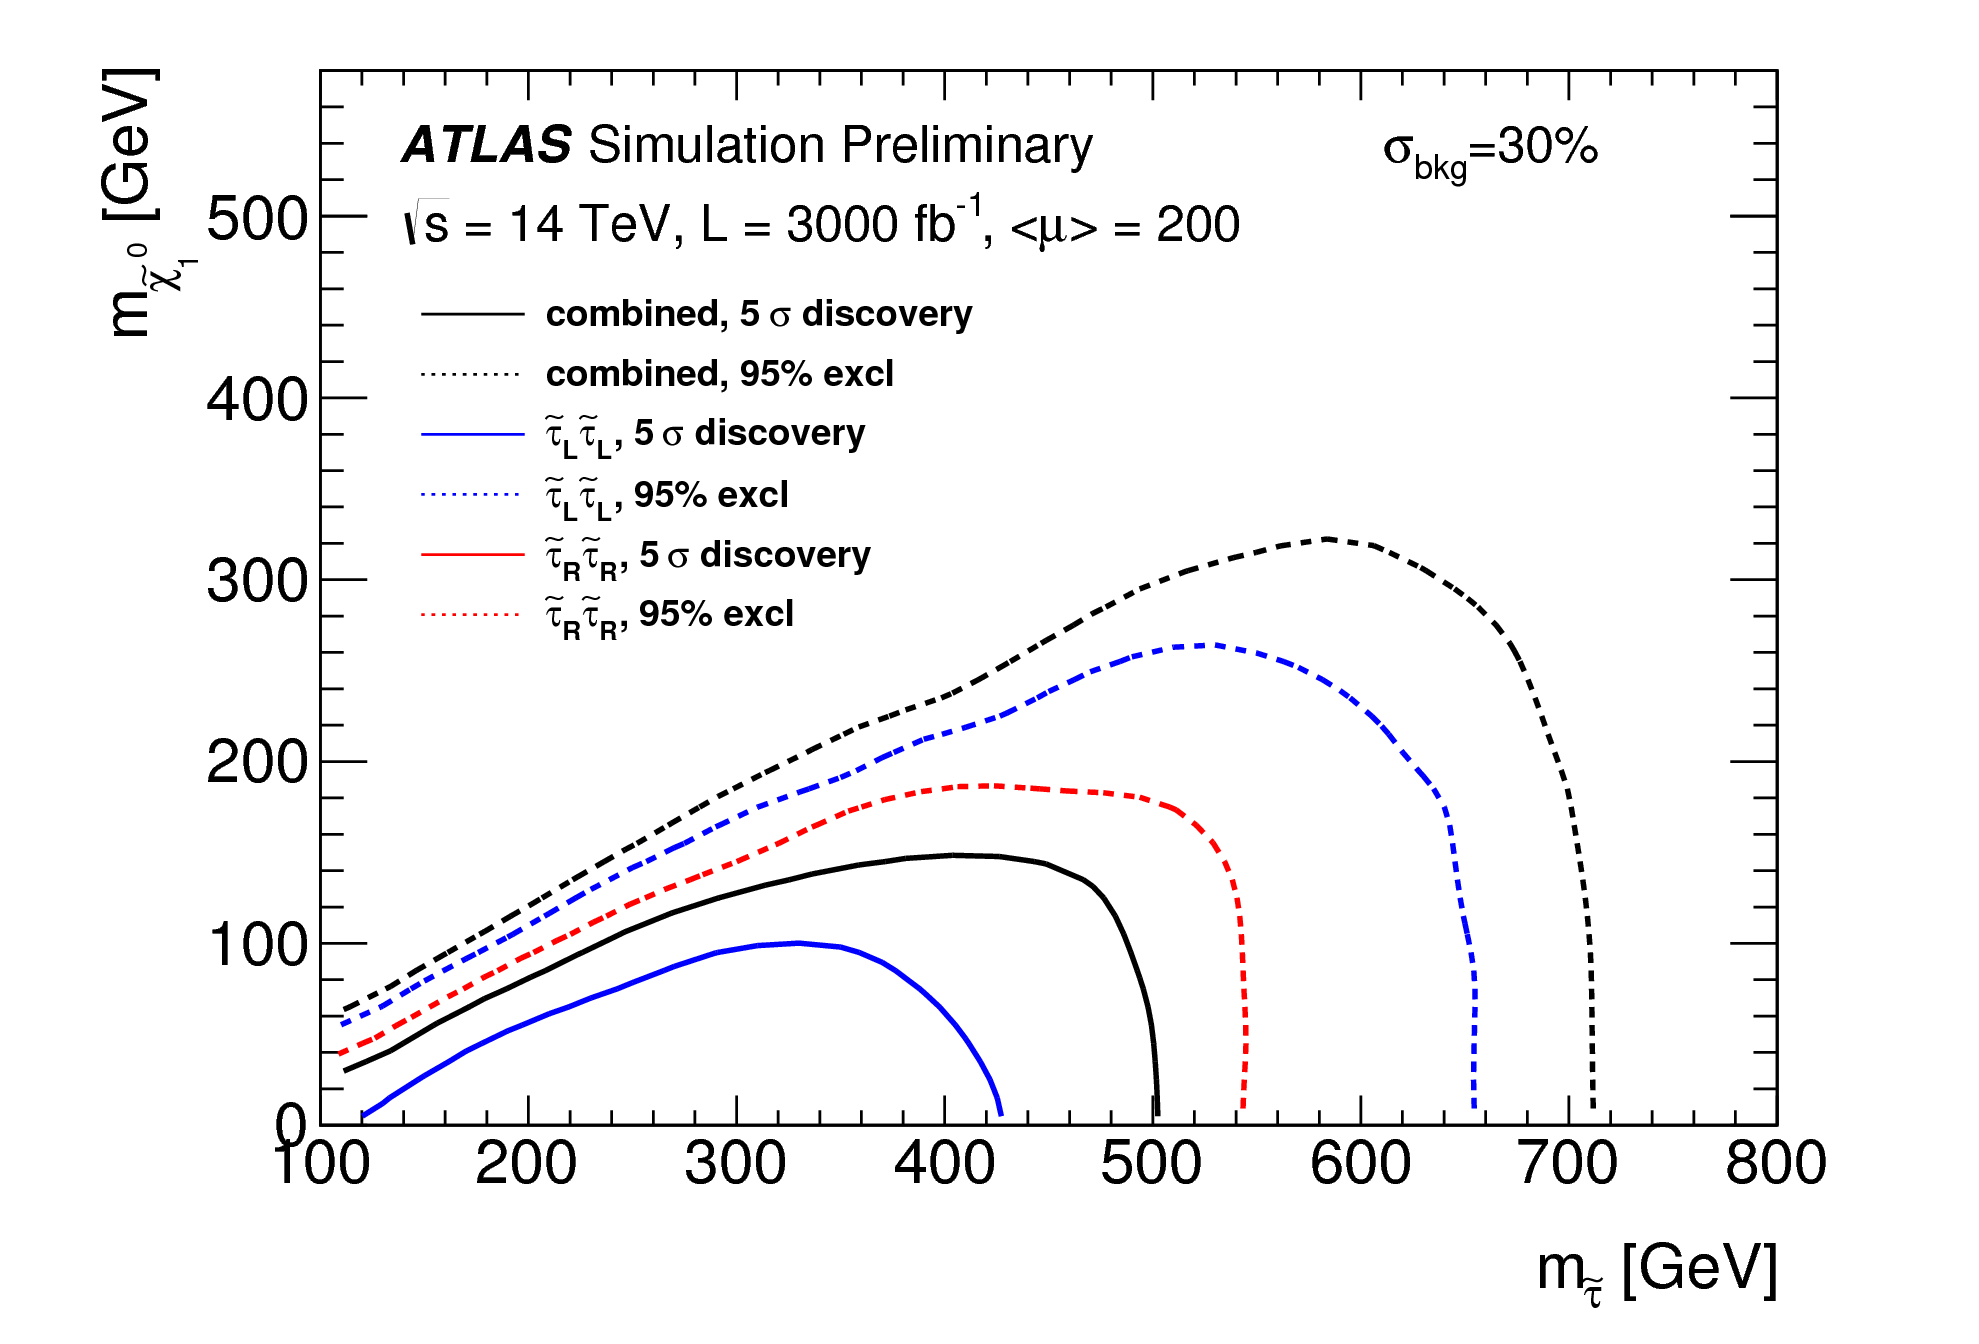 ATLAS Simulation Preliminary
σbkg=30%
√s = 14 TeV, L = 3000 fb⁻¹, <μ> = 200
combined, 5 σ discovery
combined, 95% excl
τ̃Lτ̃L, 5 σ discovery
τ̃Lτ̃L, 95% excl
τ̃Rτ̃R, 5 σ discovery
τ̃Rτ̃R, 95% excl
mχ̃₁⁰ [GeV]
500
400
300
200
100
0
100 200 300 400 500 600 700 800
mτ̃ [GeV]